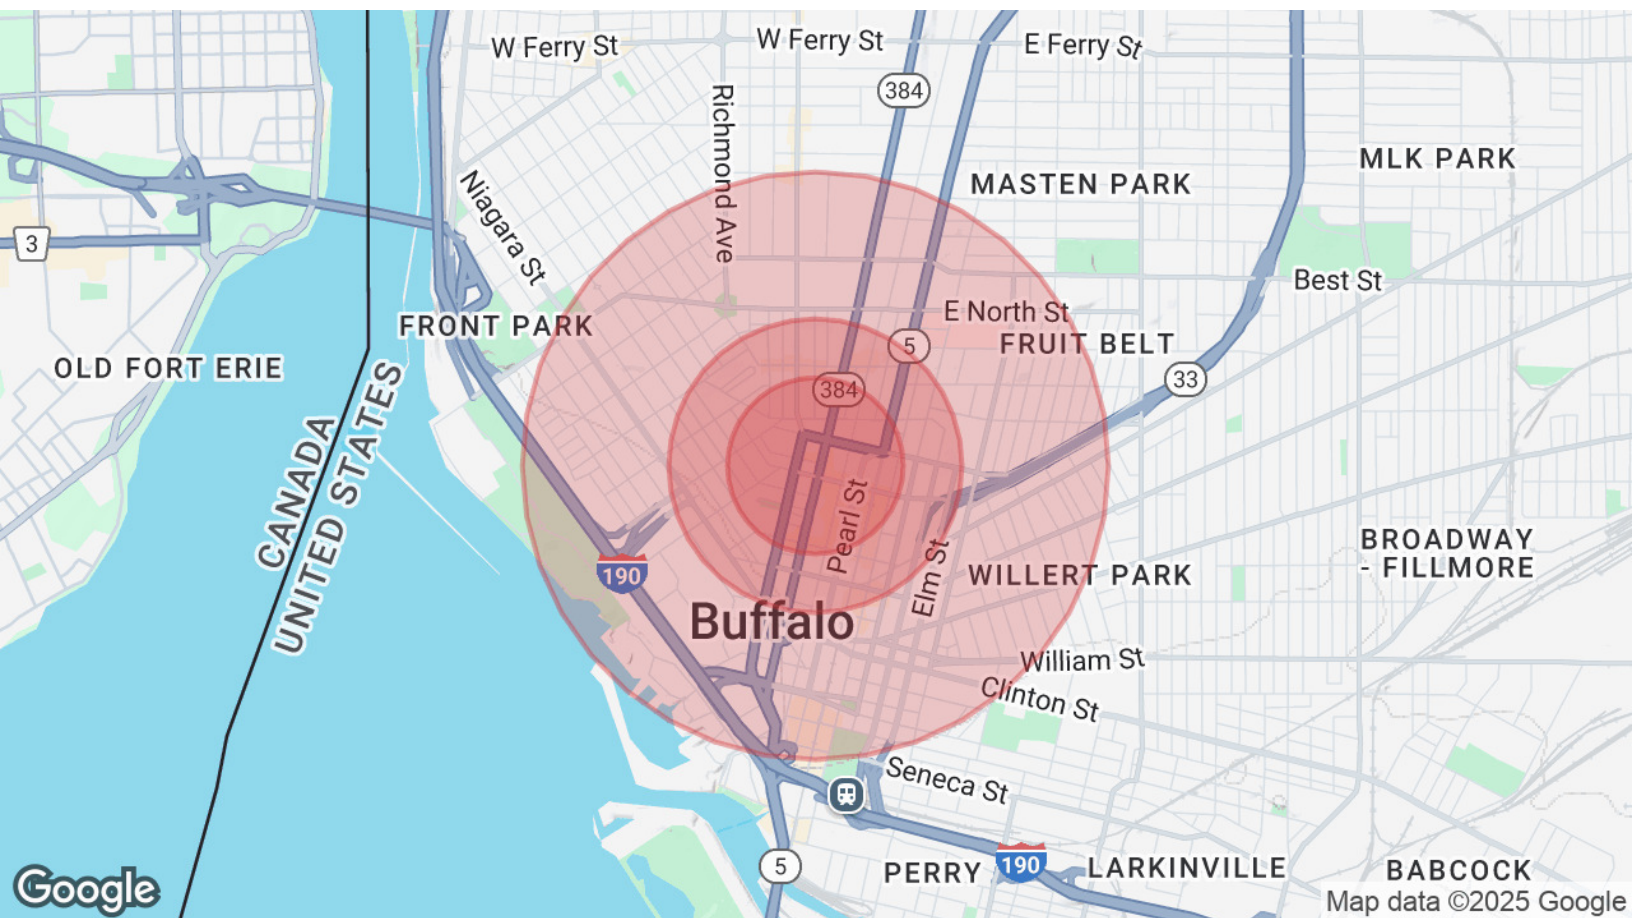 W Ferry St
W Ferry St
E Ferry St
384
Richmond Ave
MLK PARK
MASTEN PARK
Niagara St
3
Best St
E North St
FRONT PARK
5
FRUIT BELT
OLD FORT ERIE
33
384
CANADA
UNITED STATES
Pearl St
Elm St
BROADWAY
- FILLMORE
190
WILLERT PARK
Buffalo
William St
Clinton St
Seneca St
5
PERRY
190
LARKINVILLE
BABCOCK
Google
Map data ©2025 Google